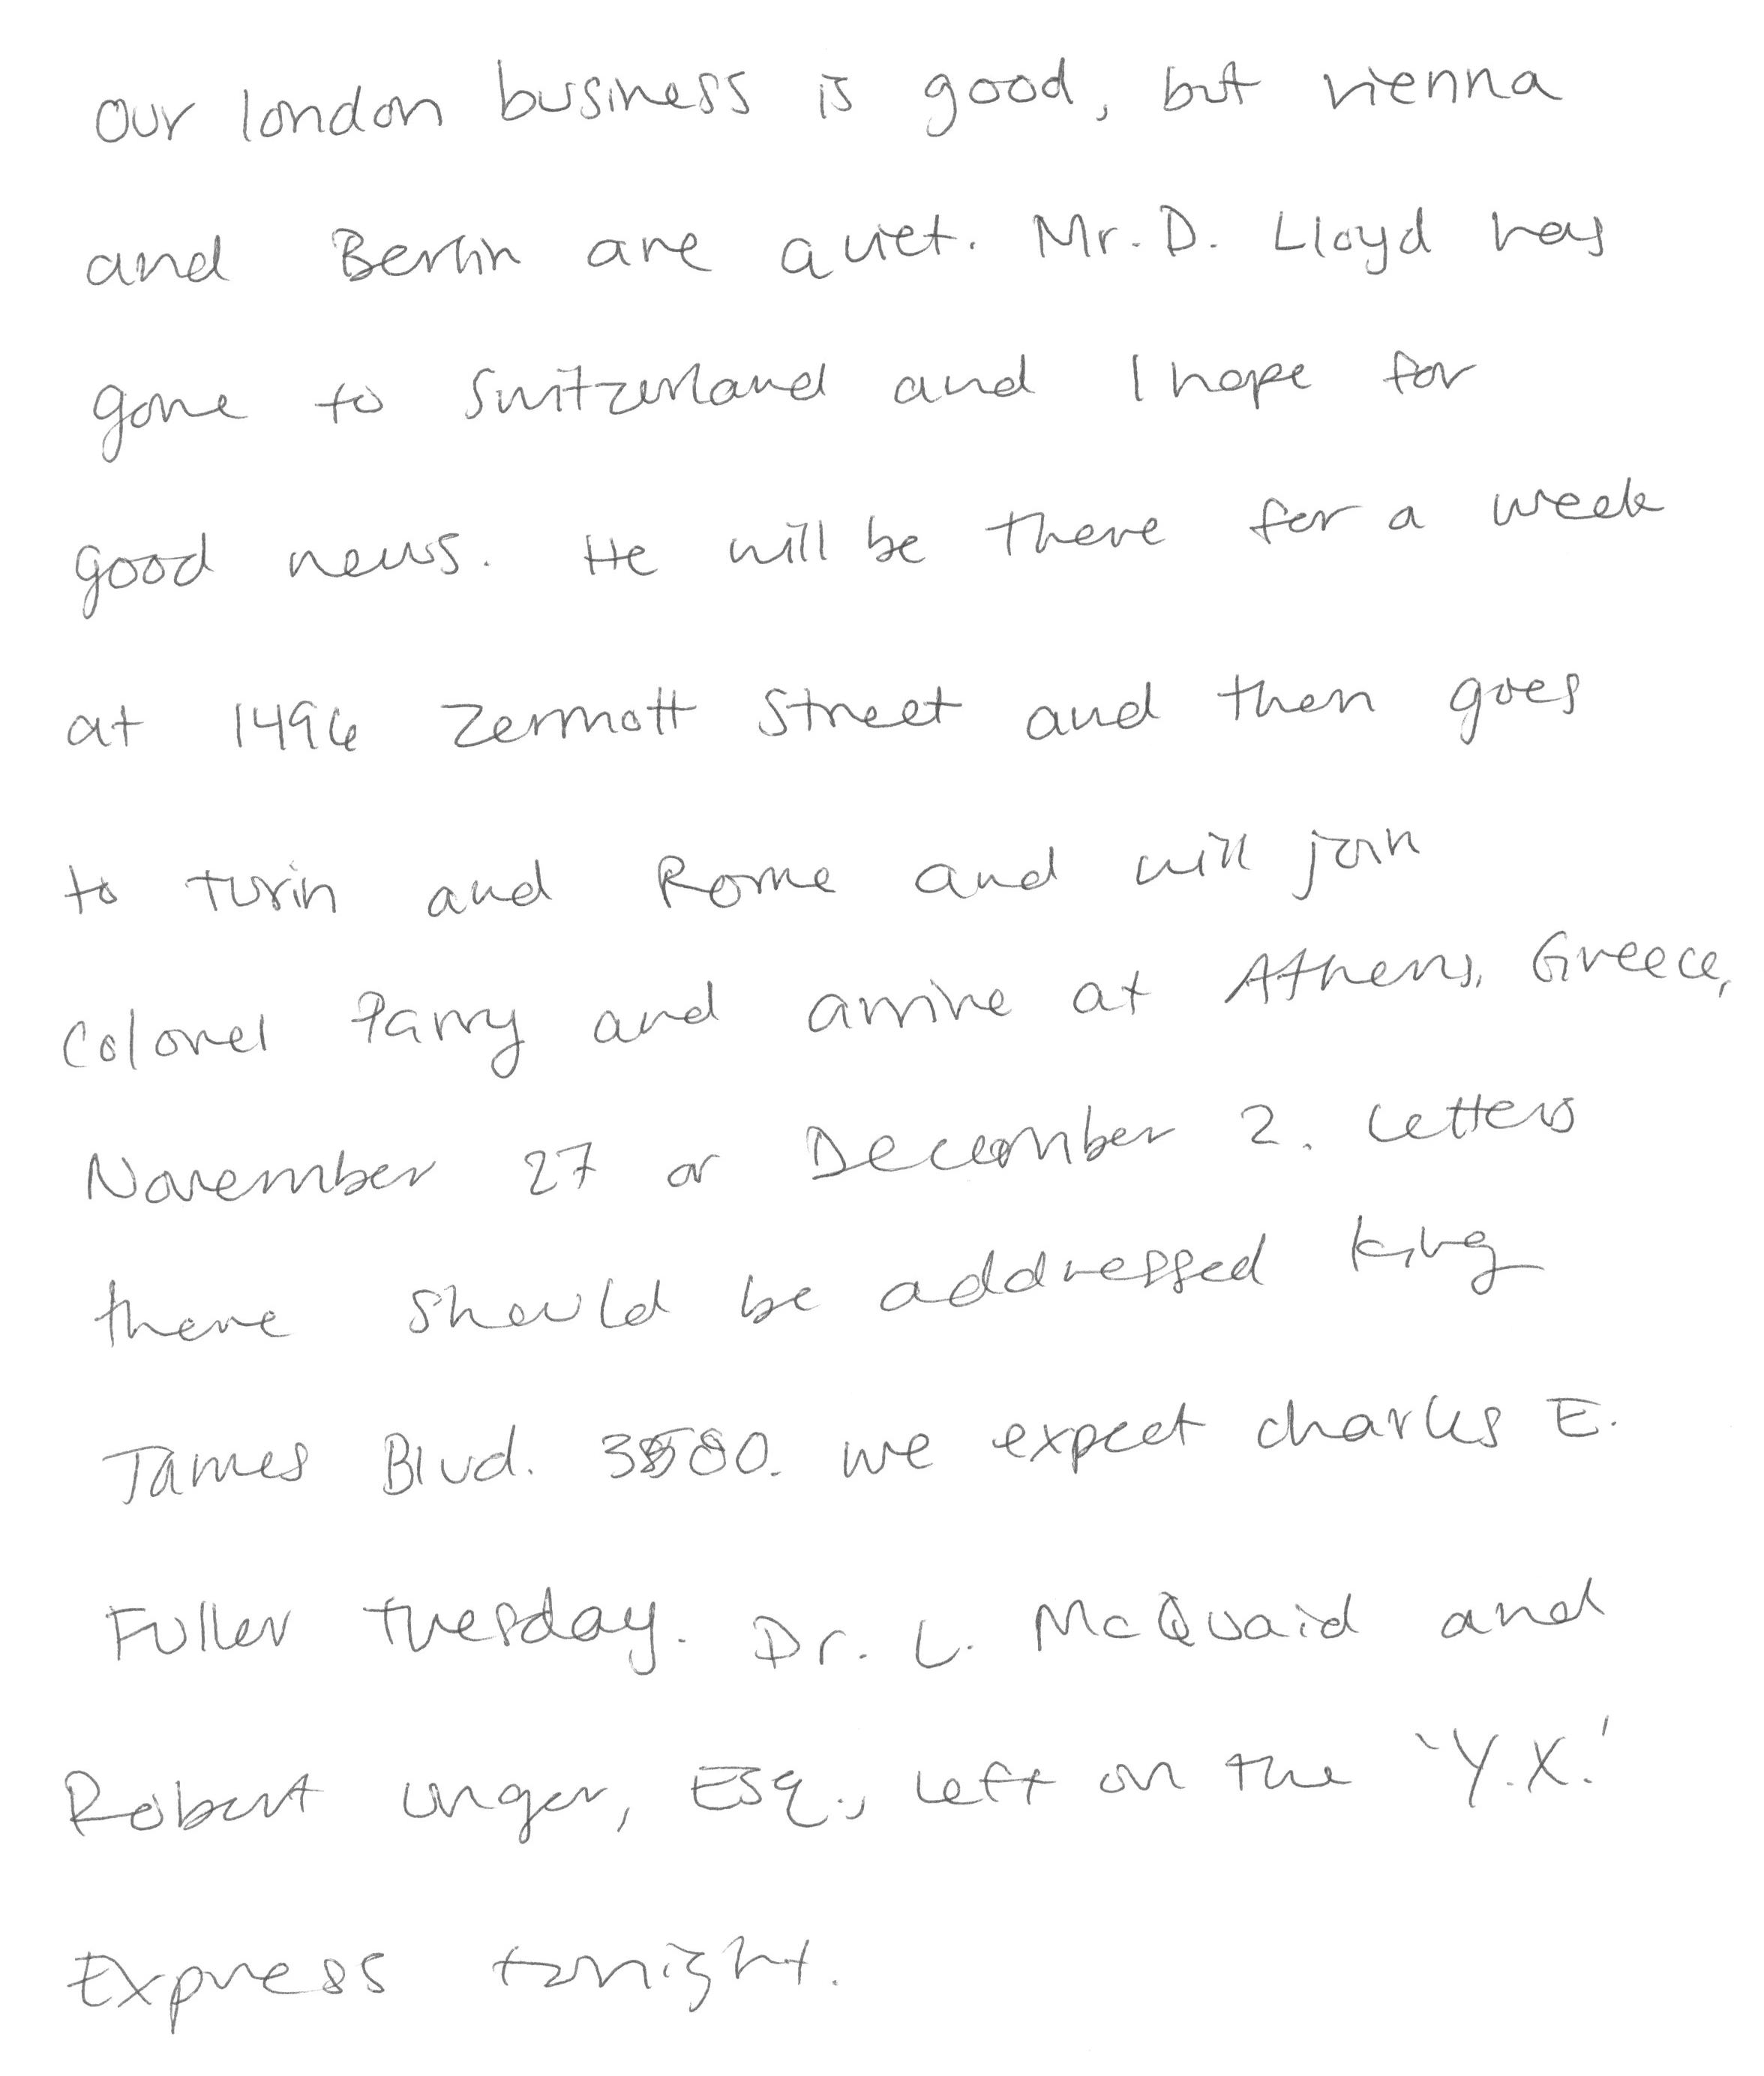 our london business is good, but vienna
and Berlin are quiet. Mr. D. Lloyd has
gone to Switzerland and I hope for
good news. He will be there for a week
at 1496 Zermott Street and then goes
to turin and Rome and will join
Colonel Parry and arrive at Athens, Greece,
November 27 or December 2. Letters
there should be addressed King
James Blvd. 3580. we expect charles E.
Fuller tuesday. Dr. L. McQuaid and
Robert unger, Esq., left on the 'Y.X.'
Express tonight.